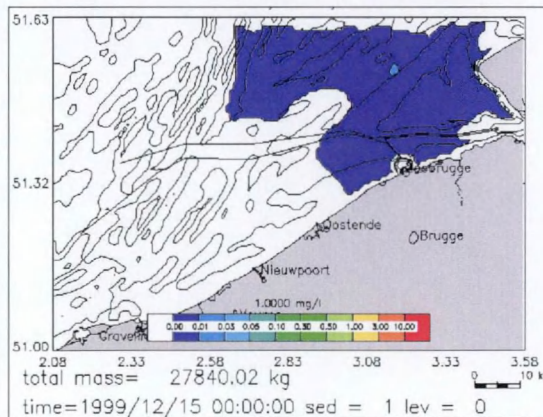 51.63
51.32
Zeebrugge
Oostende
Brugge
Nieuwpoort
1.0000 mg/l
0.00 0.01 0.03 0.05 0.10 0.30 0.50 1.00 3.00 10.00
51.00
2.08 2.33 2.58 2.83 3.08 3.33 3.58
total mass= 27840.02 kg
0 10 k
time=1999/12/15 00:00:00 sed = 1 lev = 0